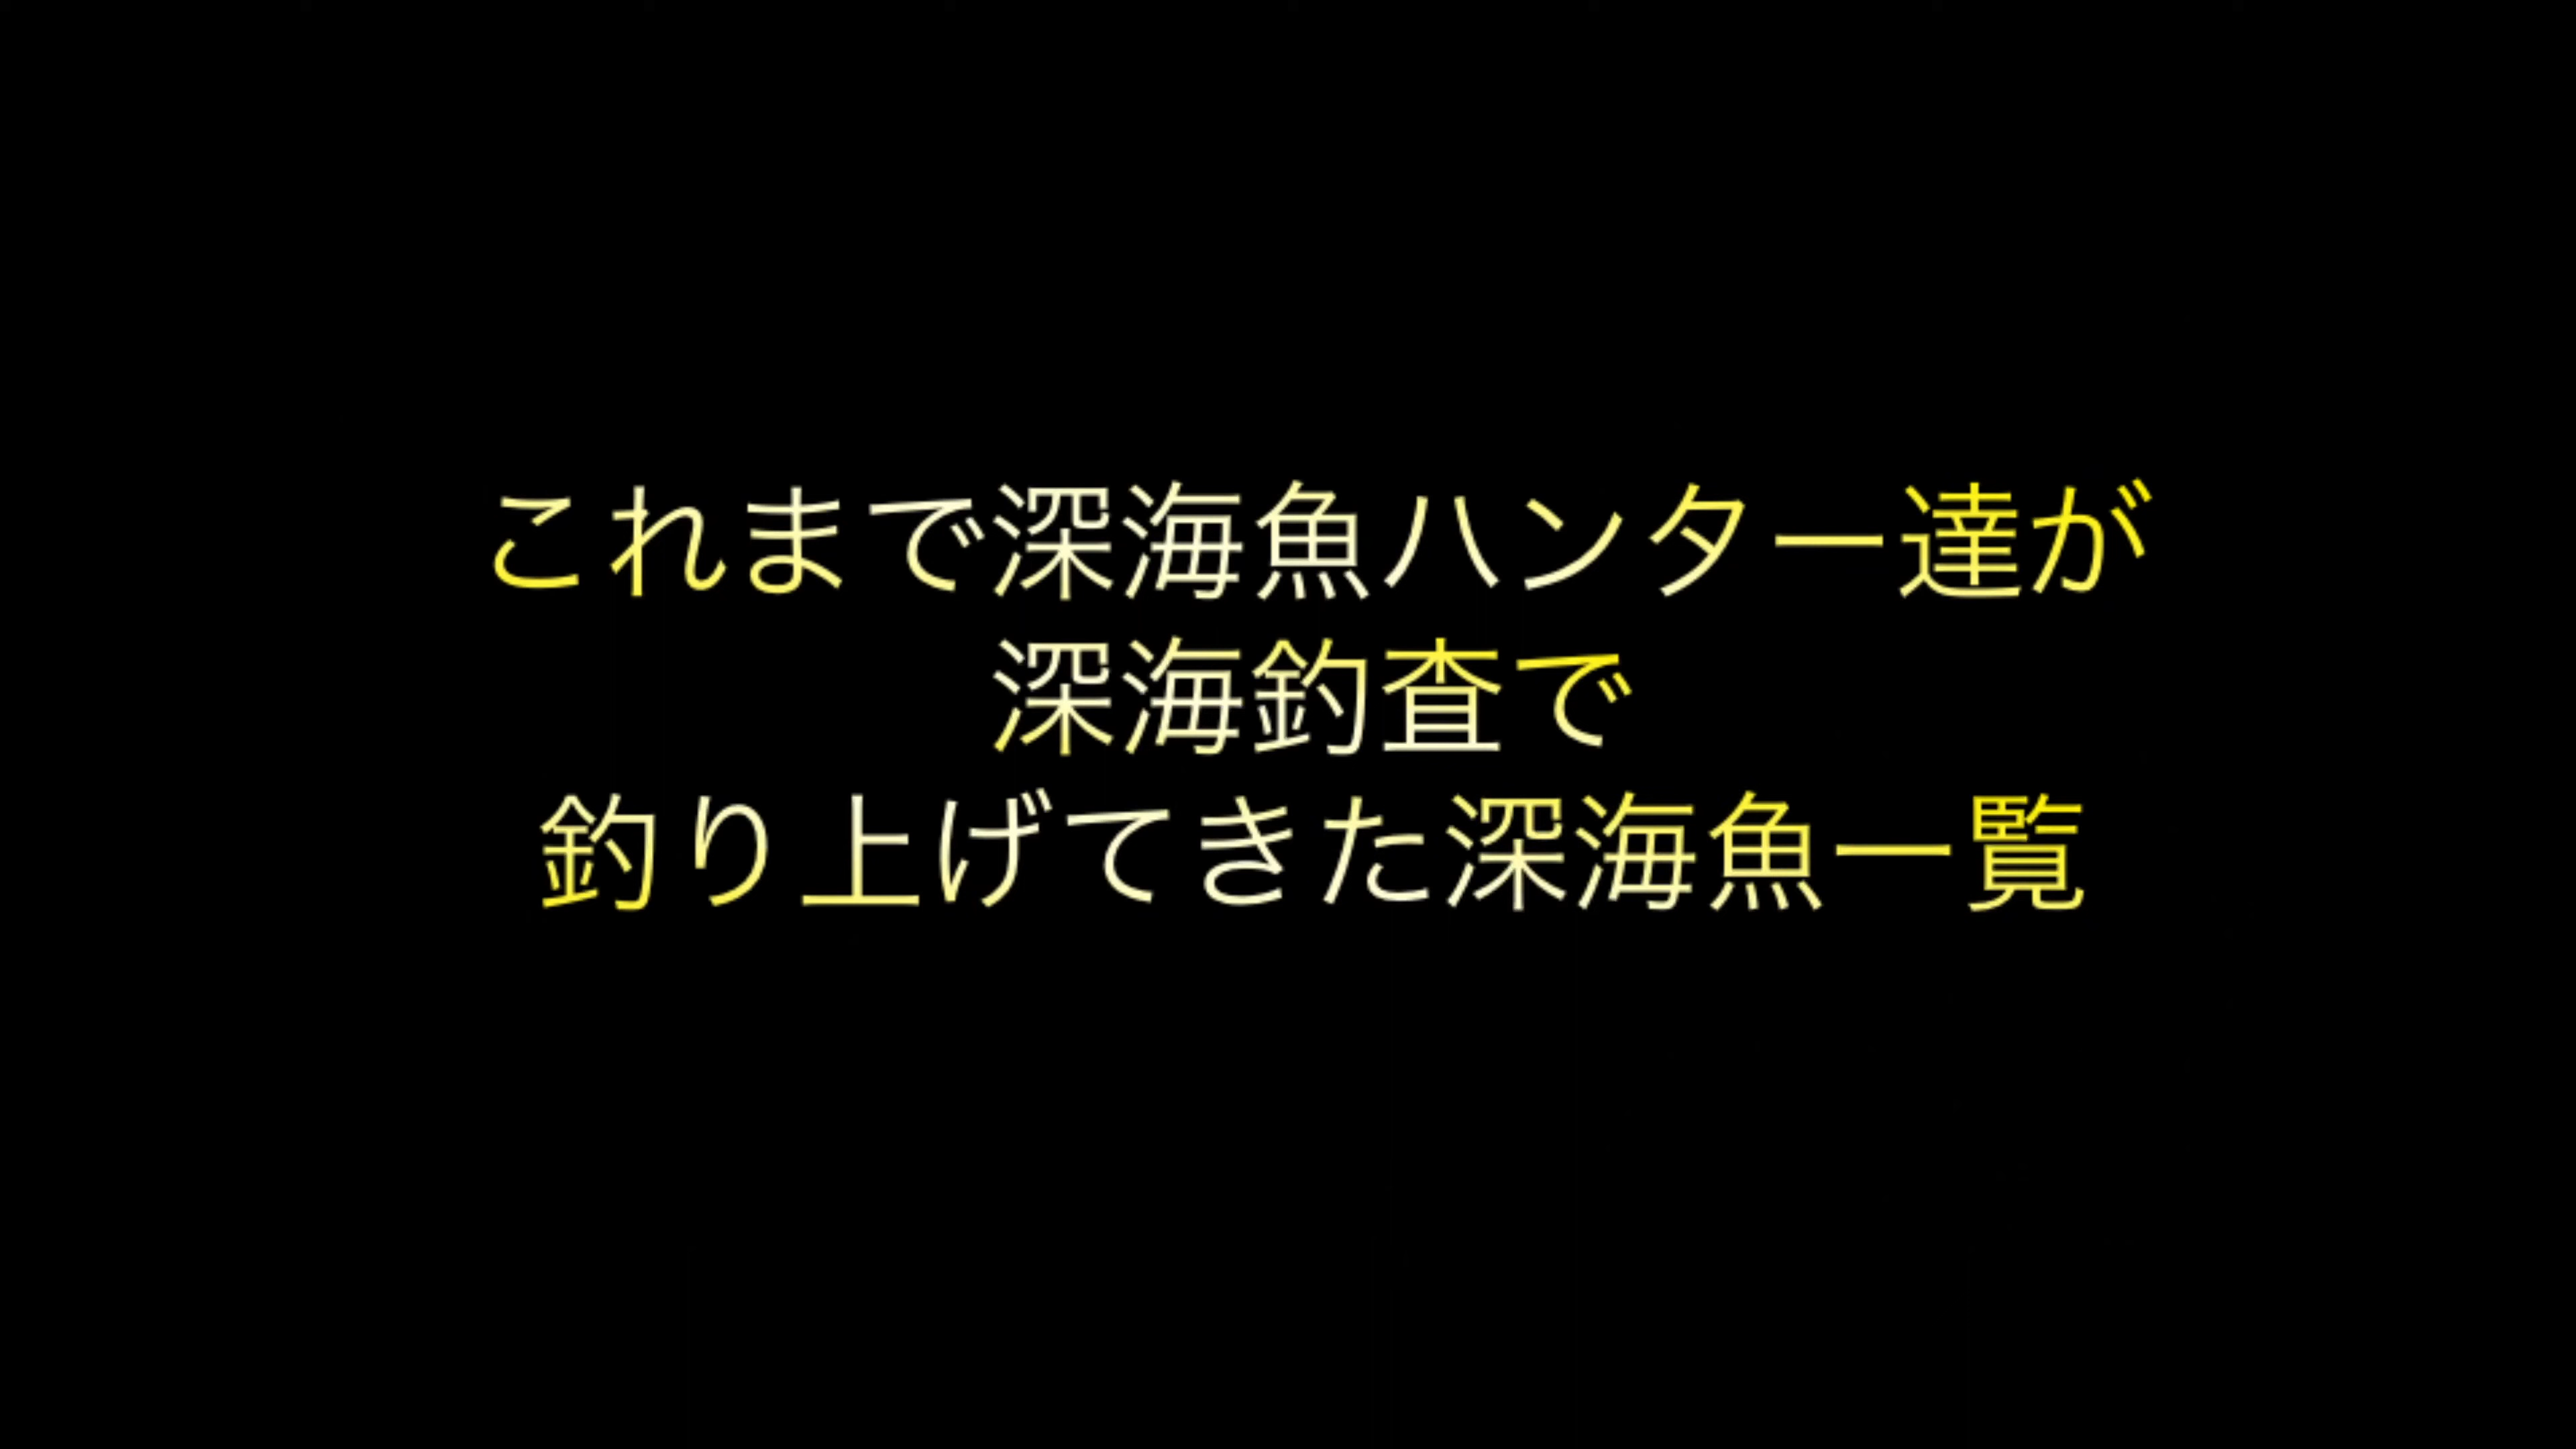 これまで深海魚ハンター達が
深海釣査で
釣り上げてきた深海魚一覧